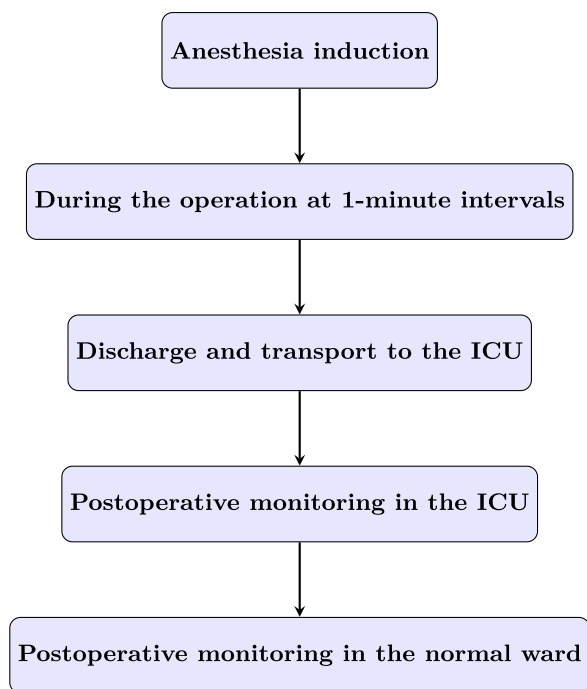 Anesthesia induction
During the operation at 1-minute intervals
Discharge and transport to the ICU
Postoperative monitoring in the ICU
Postoperative monitoring in the normal ward